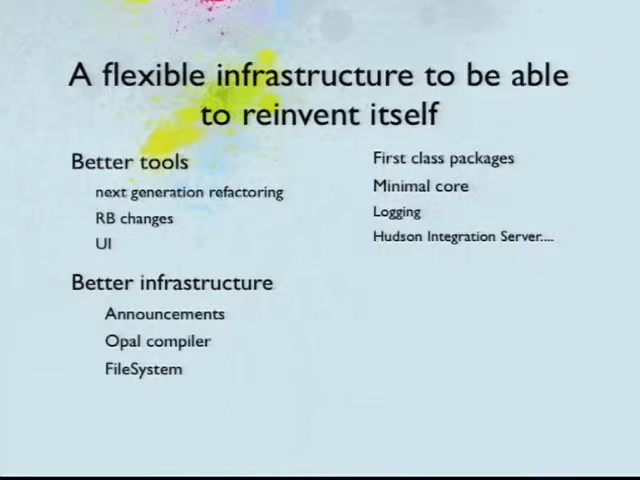 A flexible infrastructure to be able
to reinvent itself
Better tools
next generation refactoring
RB changes
UI
Better infrastructure
Announcements
Opal compiler
FileSystem
First class packages
Minimal core
Logging
Hudson Integration Server....